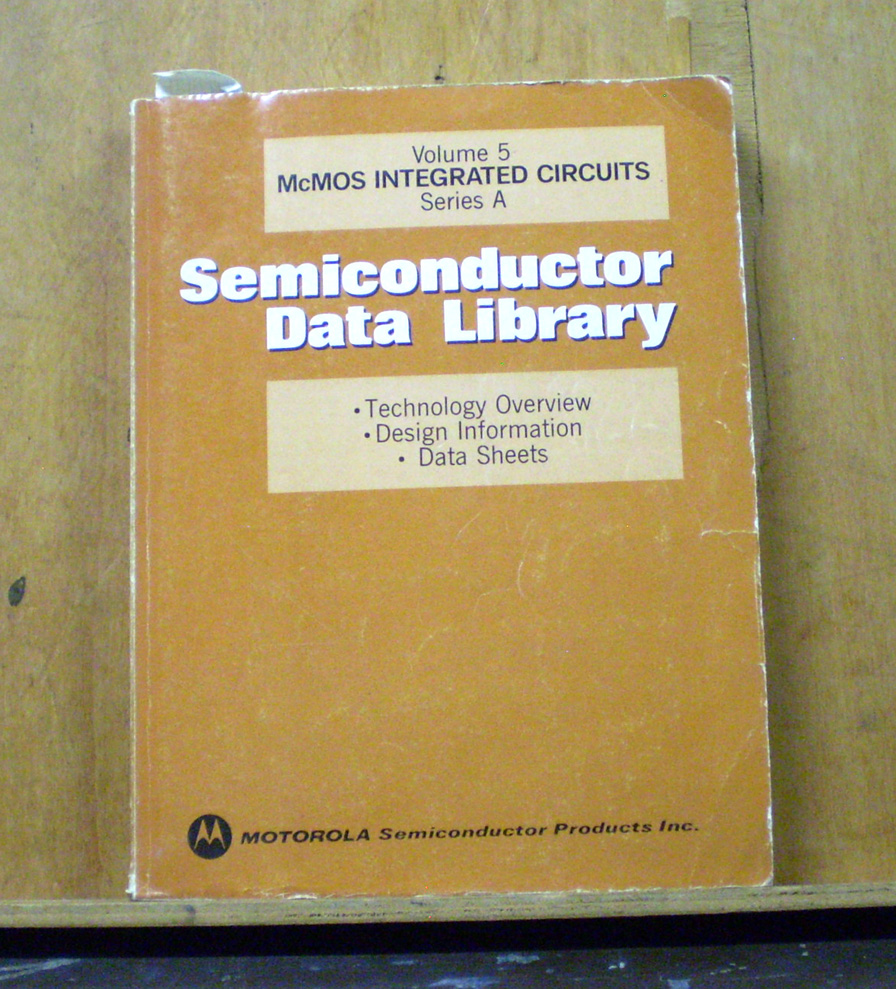 Volume 5
McMOS INTEGRATED CIRCUITS
Series A
Semiconductor
Data Library
• Technology Overview
• Design Information
• Data Sheets
MOTOROLA Semiconductor Products Inc.